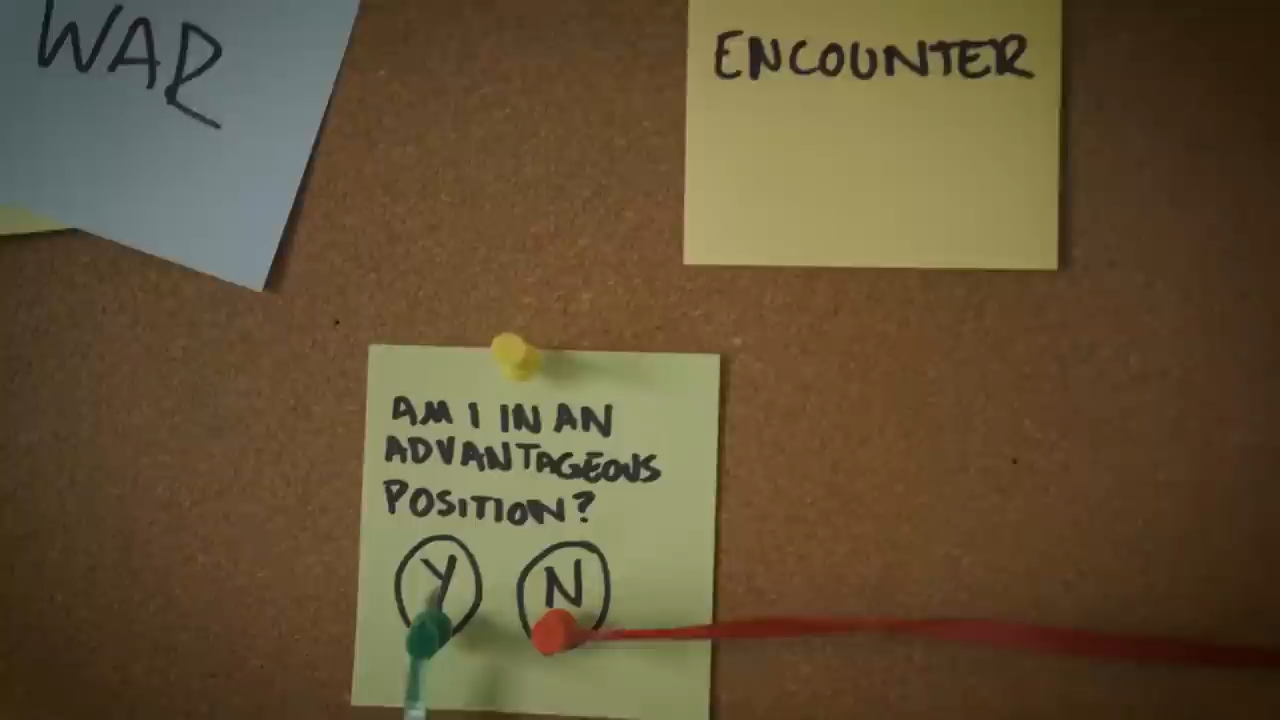 WAR
ENCOUNTER
AM I IN AN
ADVANTAGEOUS
POSITION?
Y N